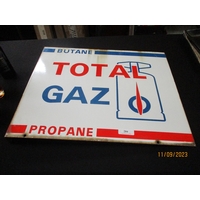 BUTANE
TOTAL
GAZ
PROPANE
11/09/2023